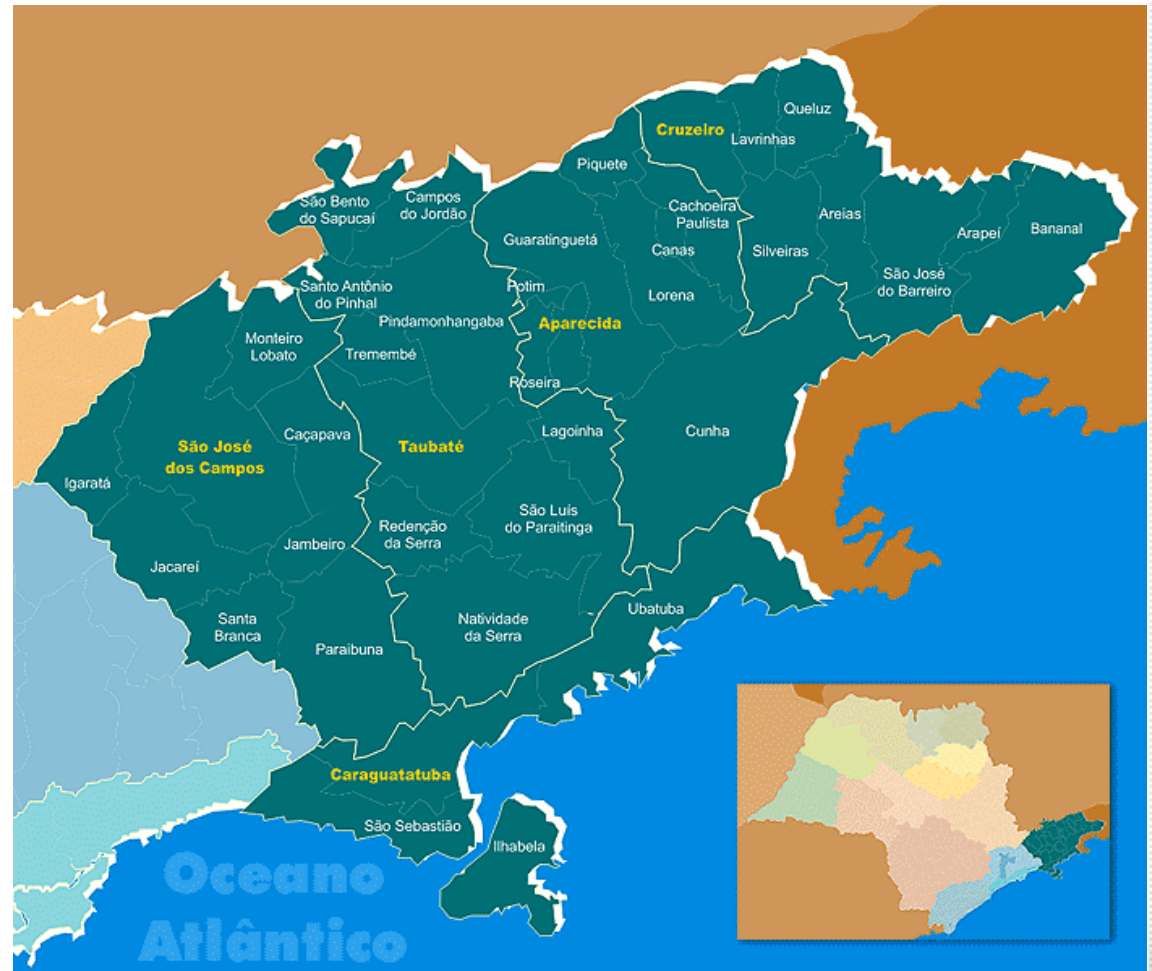 Queluz
Cruzeiro
Lavrinhas
Piquete
São Bento
do Sapucaí
Campos
do Jordão
Cachoeira
Paulista
Areias
Arapeí
Bananal
Guaratinguetá
Canas
Silveiras
São José
do Barreiro
Santo Antônio
do Pinhal
Potim
Lorena
Pindamonhangaba
Aparecida
Monteiro
Lobato
Tremembé
Roseira
Caçapava
Taubaté
Lagoinha
Cunha
São José
dos Campos
Igaratá
São Luís
do Paraitinga
Redenção
da Serra
Jambeiro
Jacareí
Santa
Branca
Natividade
da Serra
Ubatuba
Paraibuna
Caraguatatuba
São Sebastião
Ilhabela
Oceano
Atlântico